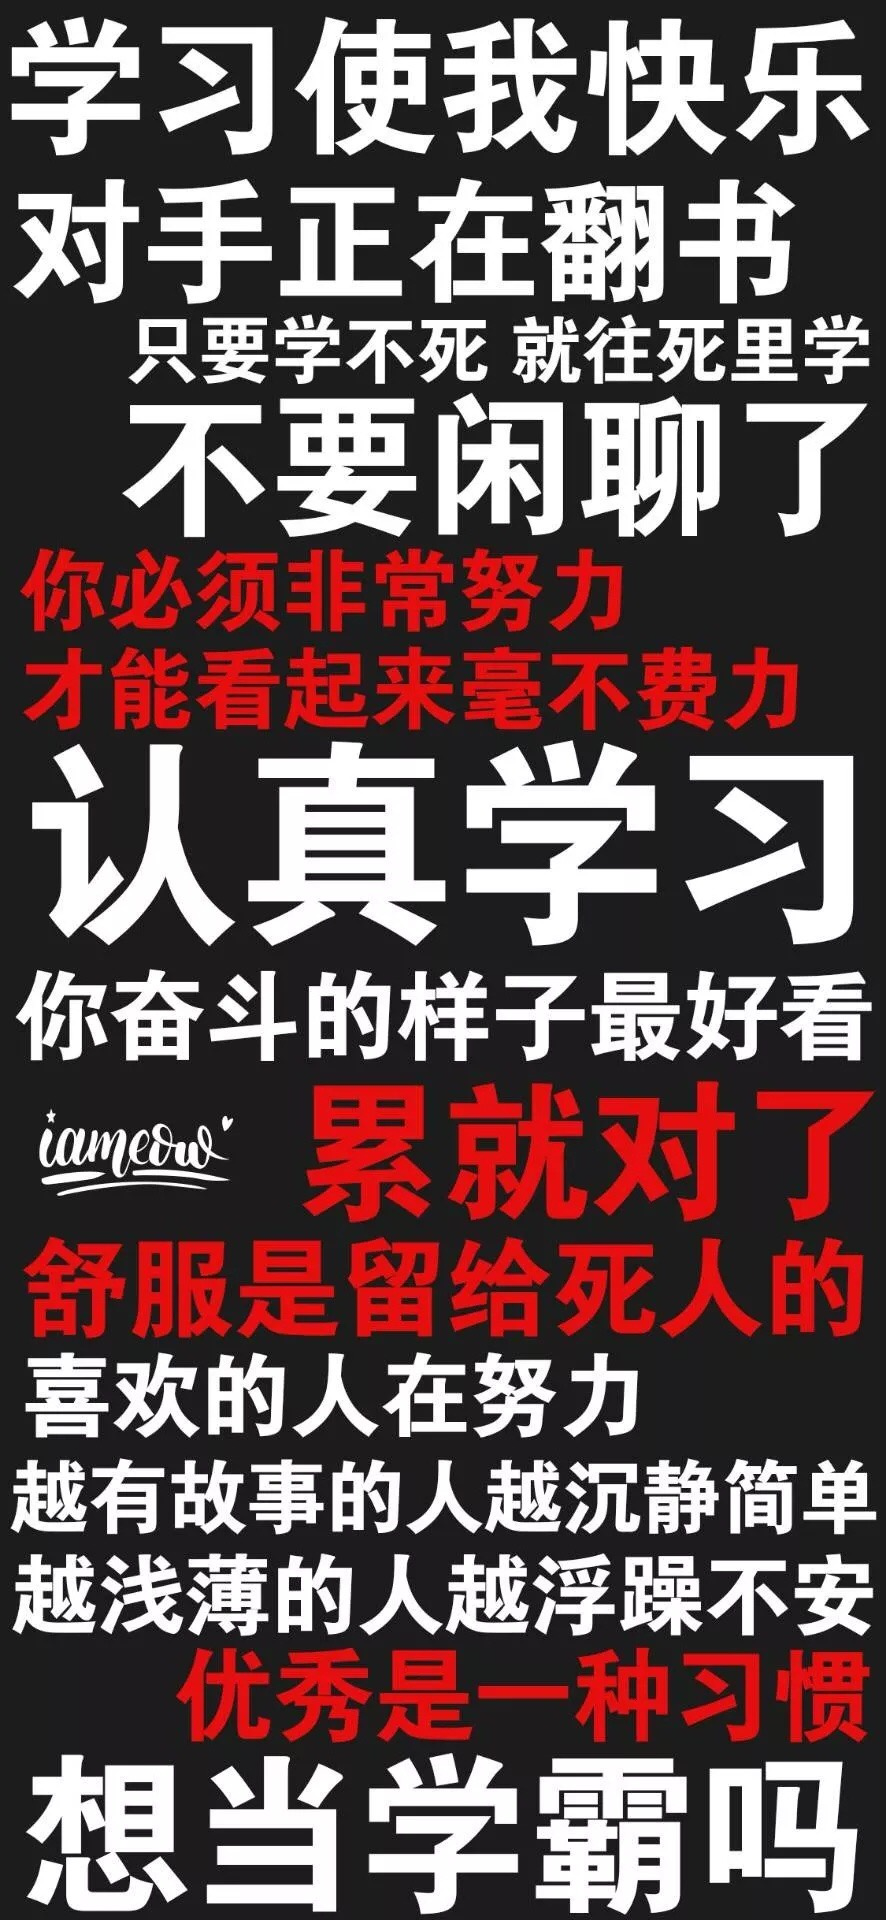 学习使我快乐
对手正在翻书
只要学不死 就往死里学
不要闲聊了
你必须非常努力
才能看起来毫不费力
认真学习
你奋斗的样子最好看
iameow
累就对了
舒服是留给死人的
喜欢的人在努力
越有故事的人越沉静简单
越浅薄的人越浮躁不安
优秀是一种习惯
想当学霸吗